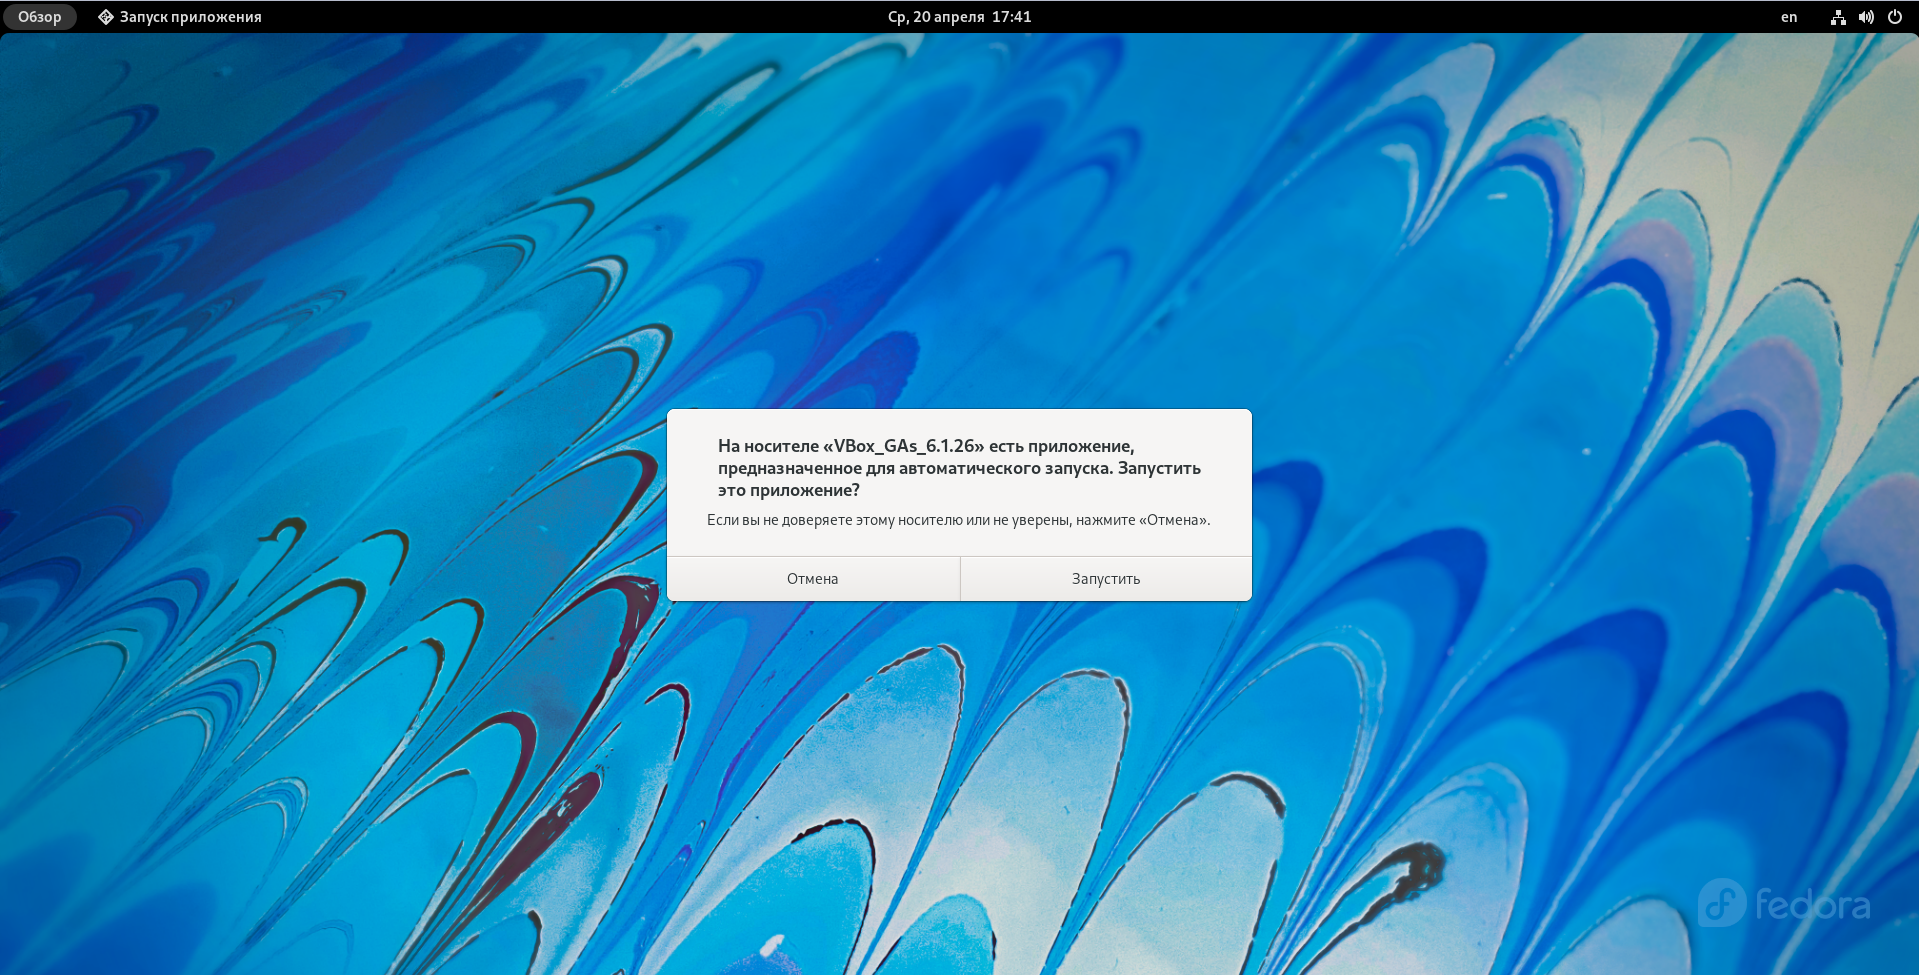 Обзор
Запуск приложения
Ср, 20 апреля 17:41
en
На носителе «VBox_GAs_6.1.26» есть приложение,
предназначенное для автоматического запуска. Запустить
это приложение?
Если вы не доверяете этому носителю или не уверены, нажмите «Отмена».
Отмена
Запустить
fedora